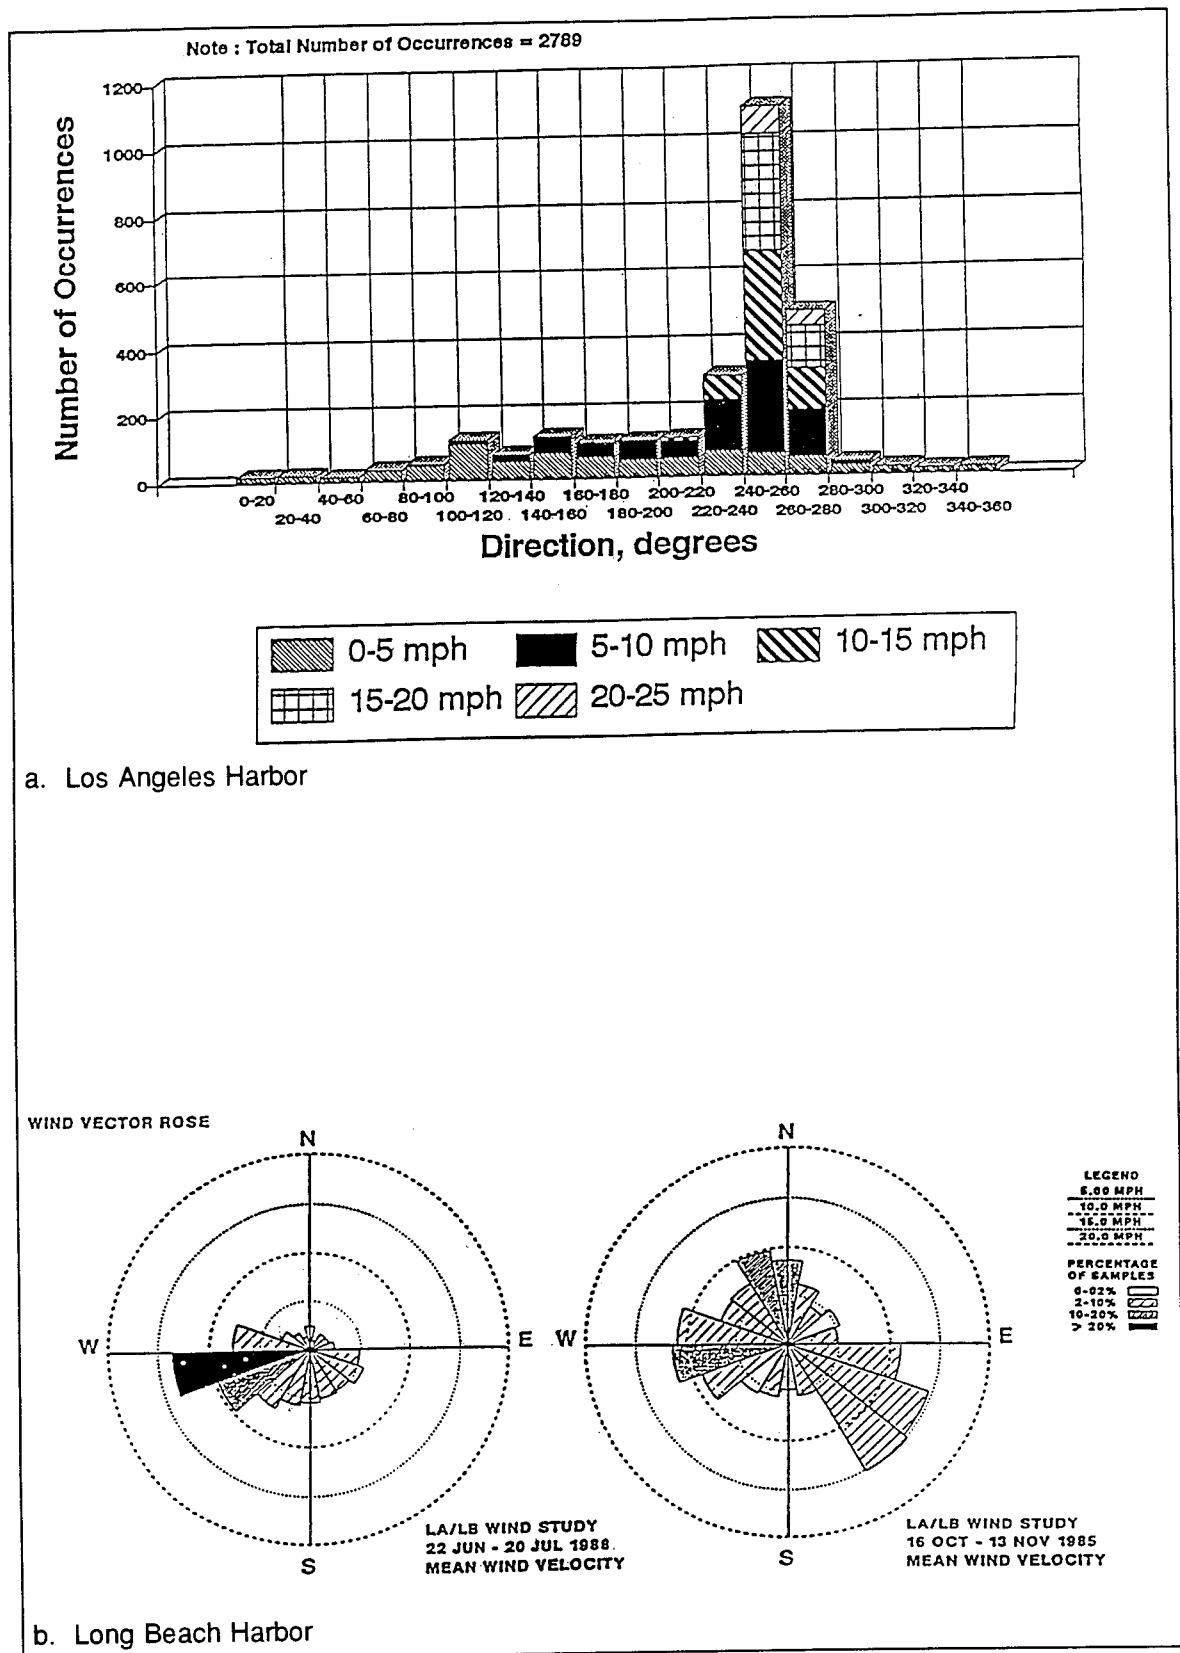 Note : Total Number of Occurrences = 2789
Number of Occurrences
1200
1000
800
600
400
200
0
0-20 40-60 80-100 120-140 160-180 200-220 240-260 280-300 320-340
20-40 60-80 100-120 140-160 180-200 220-240 260-280 300-320 340-360
Direction, degrees
0-5 mph 5-10 mph 10-15 mph
15-20 mph 20-25 mph
a. Los Angeles Harbor
WIND VECTOR ROSE
N
W
E
S
LA/LB WIND STUDY
22 JUN - 20 JUL 1988.
MEAN WIND VELOCITY
N
W
E
S
LA/LB WIND STUDY
16 OCT - 13 NOV 1985
MEAN WIND VELOCITY
LEGEND
5.00 MPH
10.0 MPH
15.0 MPH
20.0 MPH
PERCENTAGE
OF SAMPLES
0-02%
2-10%
10-20%
> 20%
b. Long Beach Harbor